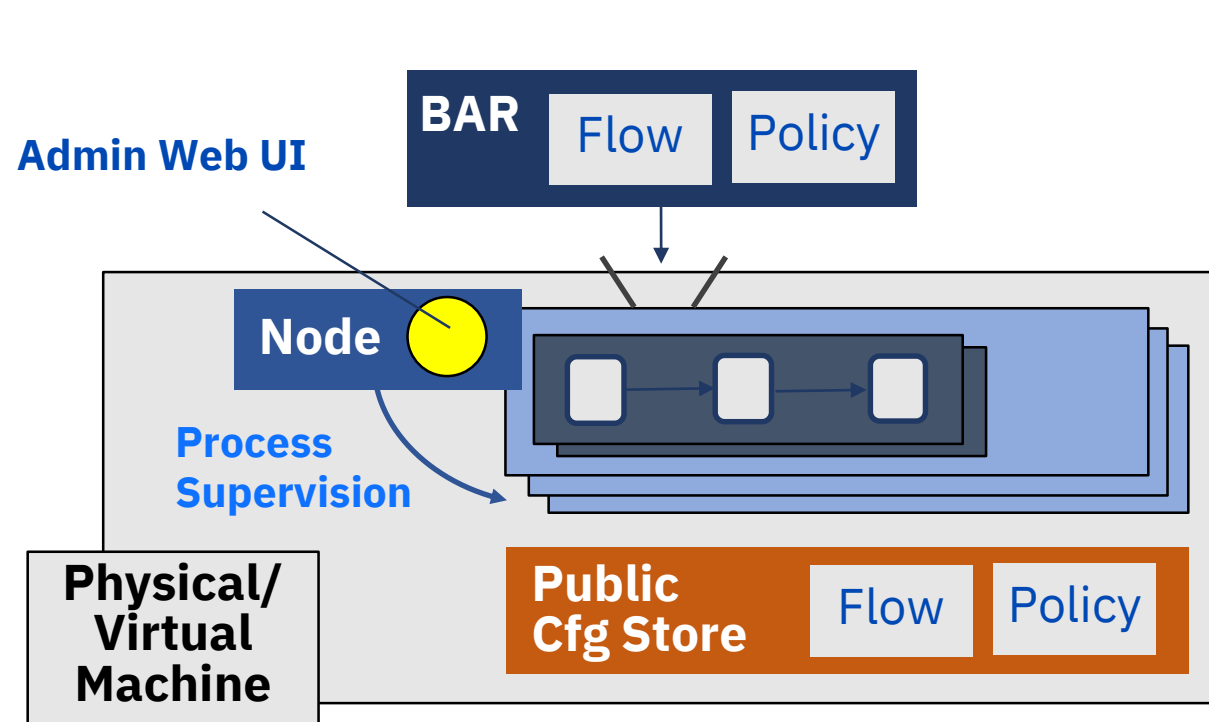 BAR
Flow
Policy
Admin Web UI
Node
Process
Supervision
Physical/
Virtual
Machine
Public
Cfg Store
Flow
Policy